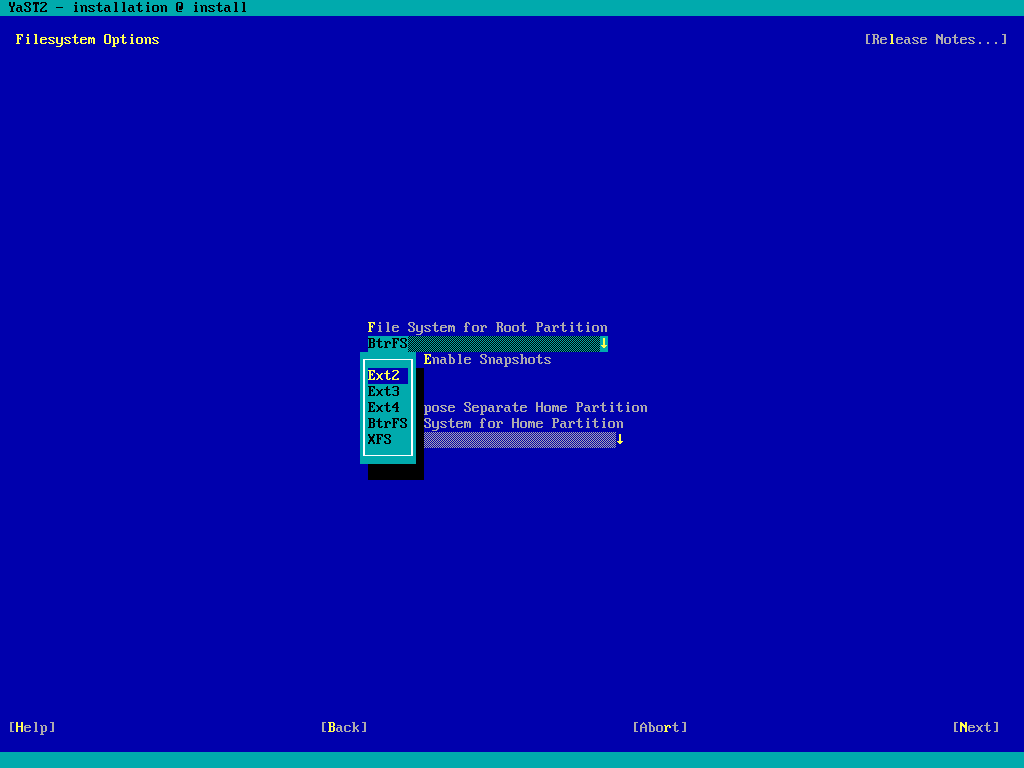 YaST2 - installation @ install
Filesystem Options [Release Notes...]
File System for Root Partition
BtrFS ↓
Enable Snapshots
Ext2
Ext3
Ext4 pose Separate Home Partition
BtrFS System for Home Partition
XFS ↓
[Help] [Back] [Abort] [Next]